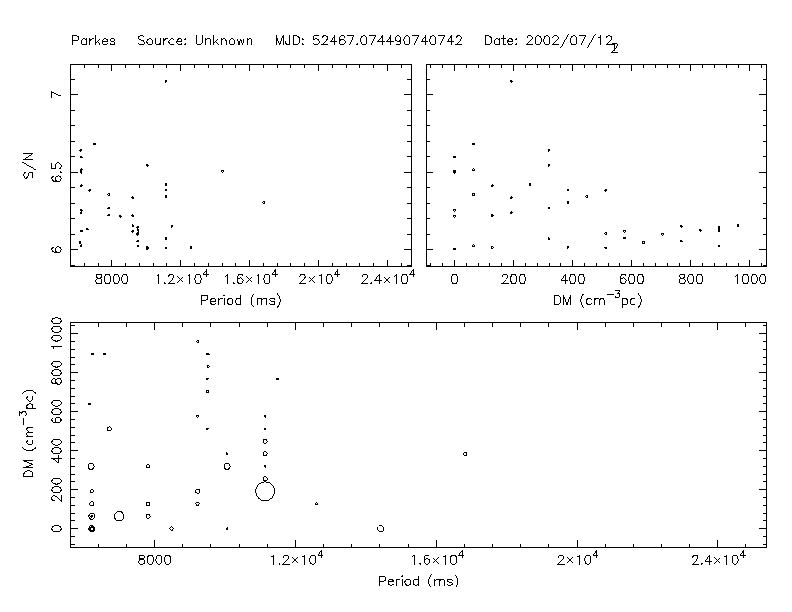 Parkes Source: Unknown MJD: 52467.074490740742 Date: 2002/07/12
2
S/N
7
6.5
6
8000 1.2×10⁴ 1.6×10⁴ 2×10⁴ 2.4×10⁴
Period (ms)
0 200 400 600 800 1000
DM (cm⁻³pc)
DM (cm⁻³pc)
1000
800
600
400
200
0
8000 1.2×10⁴ 1.6×10⁴ 2×10⁴ 2.4×10⁴
Period (ms)